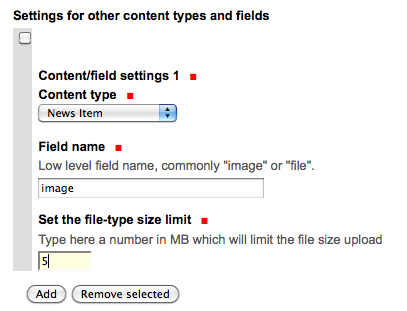 Settings for other content types and fields
Content/field settings 1
Content type
News Item
Field name
Low level field name, commonly "image" or "file".
image
Set the file-type size limit
Type here a number in MB which will limit the file size upload
5
Add Remove selected